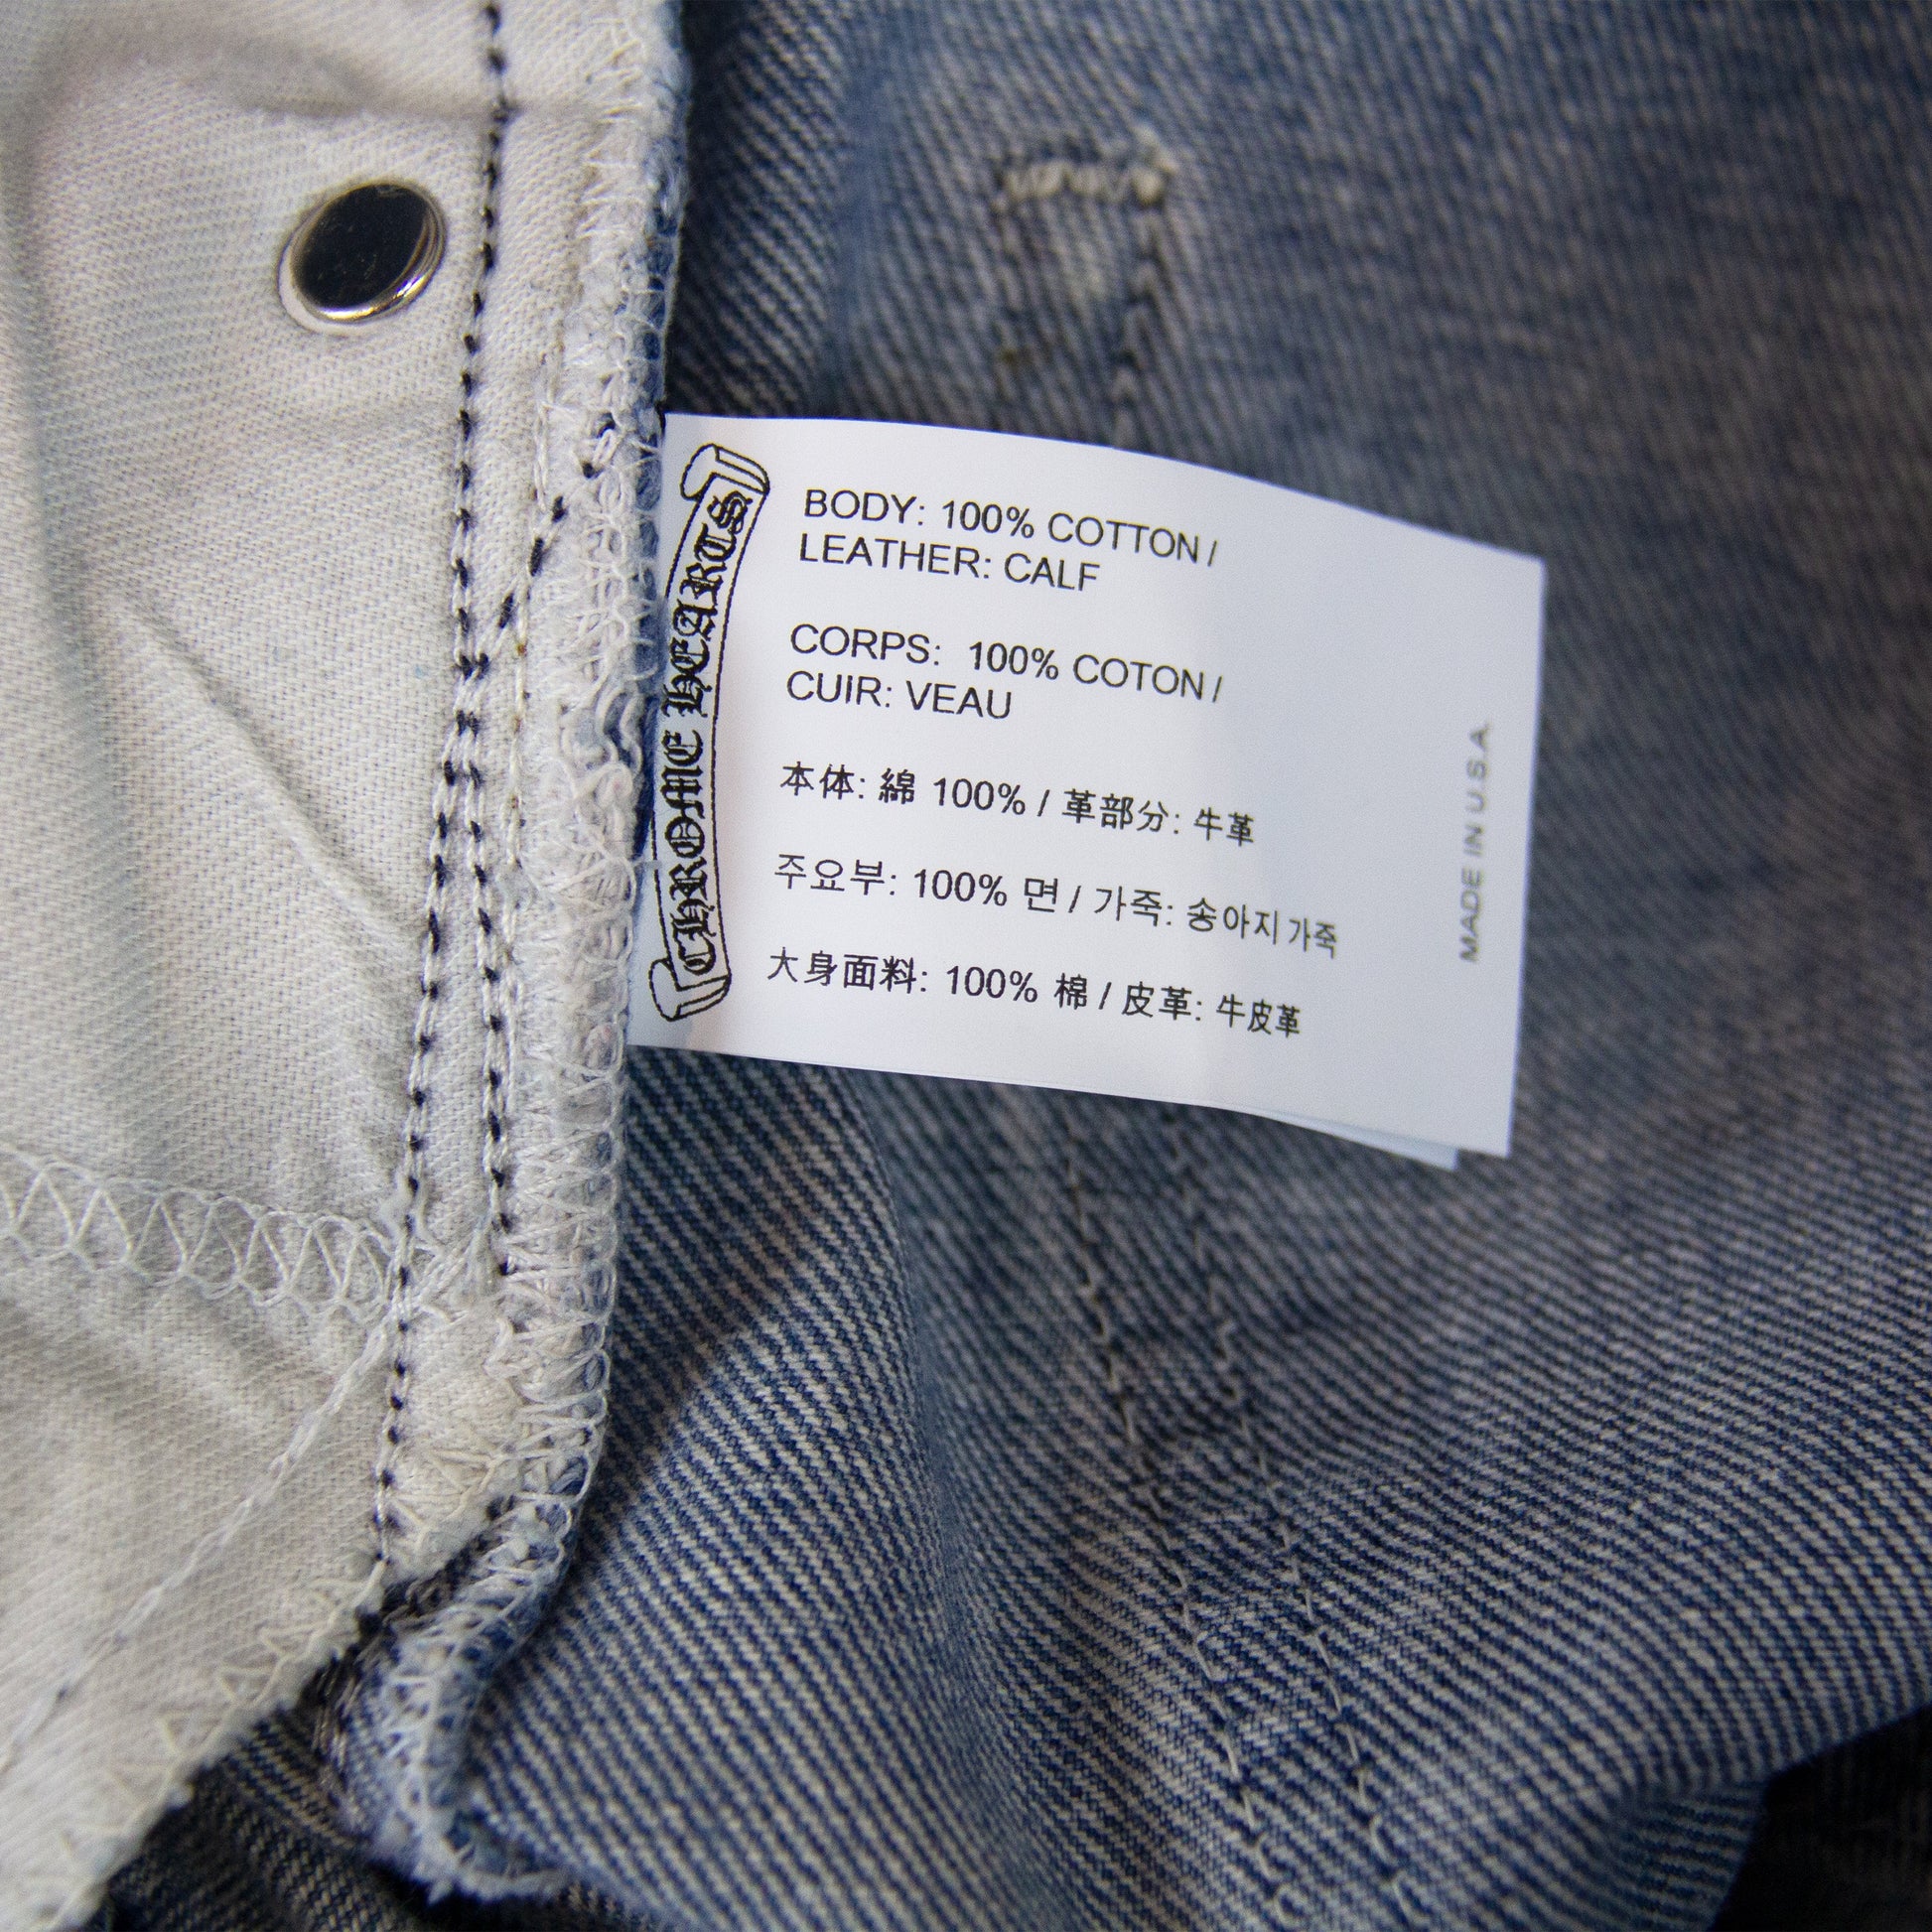 CHROME HEARTS
BODY: 100% COTTON /
LEATHER: CALF
CORPS: 100% COTON /
CUIR: VEAU
本体: 綿 100% / 革部分: 牛革
주요부: 100% 면 / 가죽: 송아지 가죽
大身面料: 100% 棉 / 皮革: 牛皮革
MADE IN U.S.A.